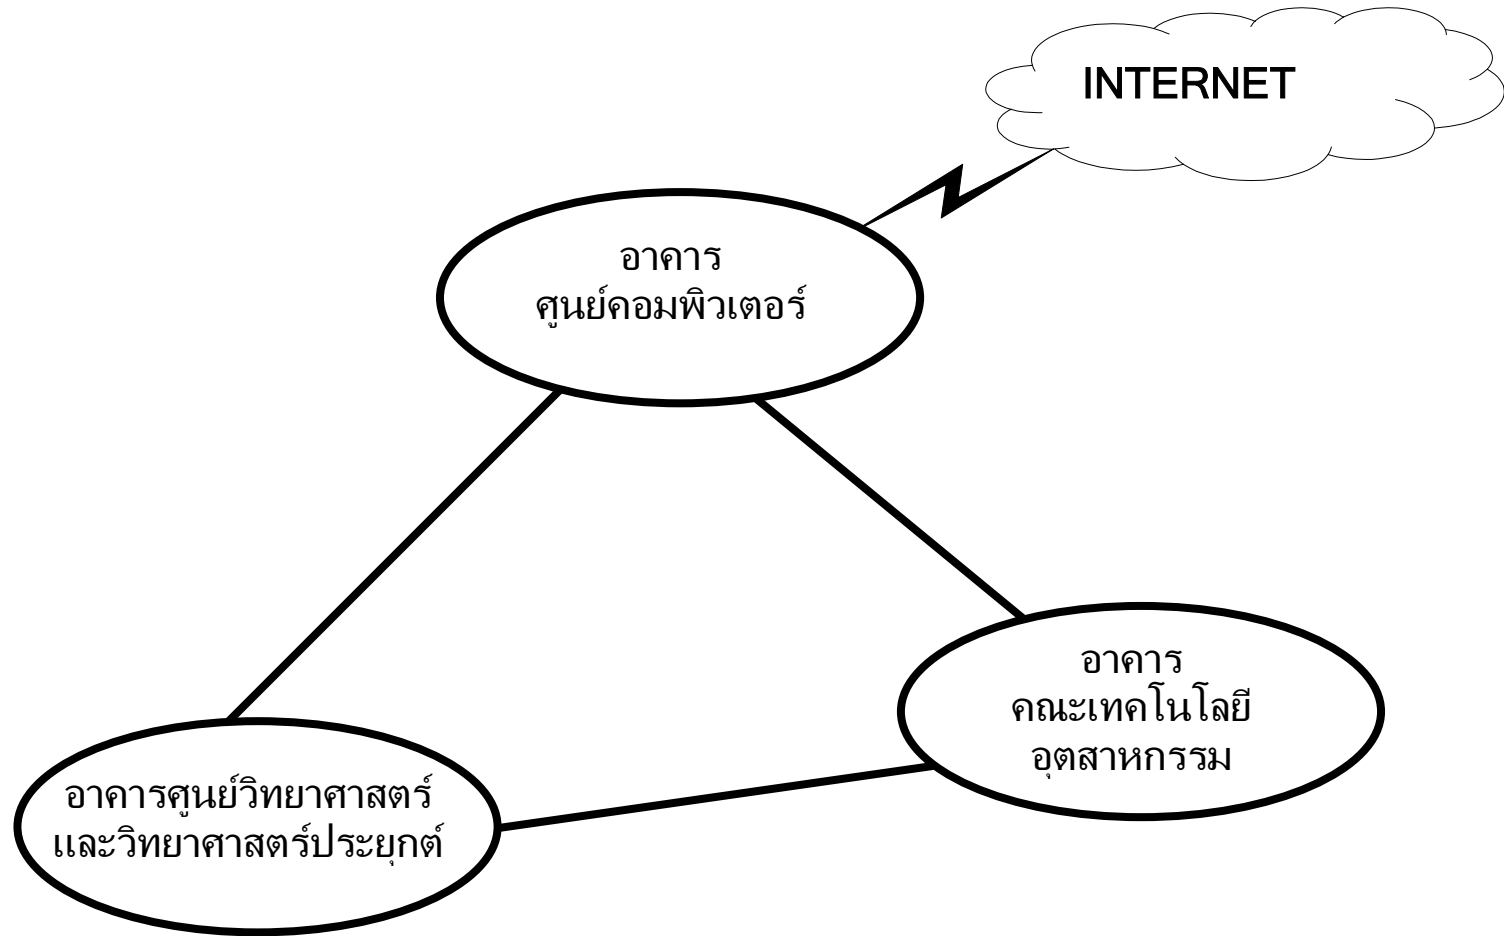 INTERNET
อาคาร
ศูนย์คอมพิวเตอร์
อาคาร
คณะเทคโนโลยี
อุตสาหกรรม
อาคารศูนย์วิทยาศาสตร์
และวิทยาศาสตร์ประยุกต์